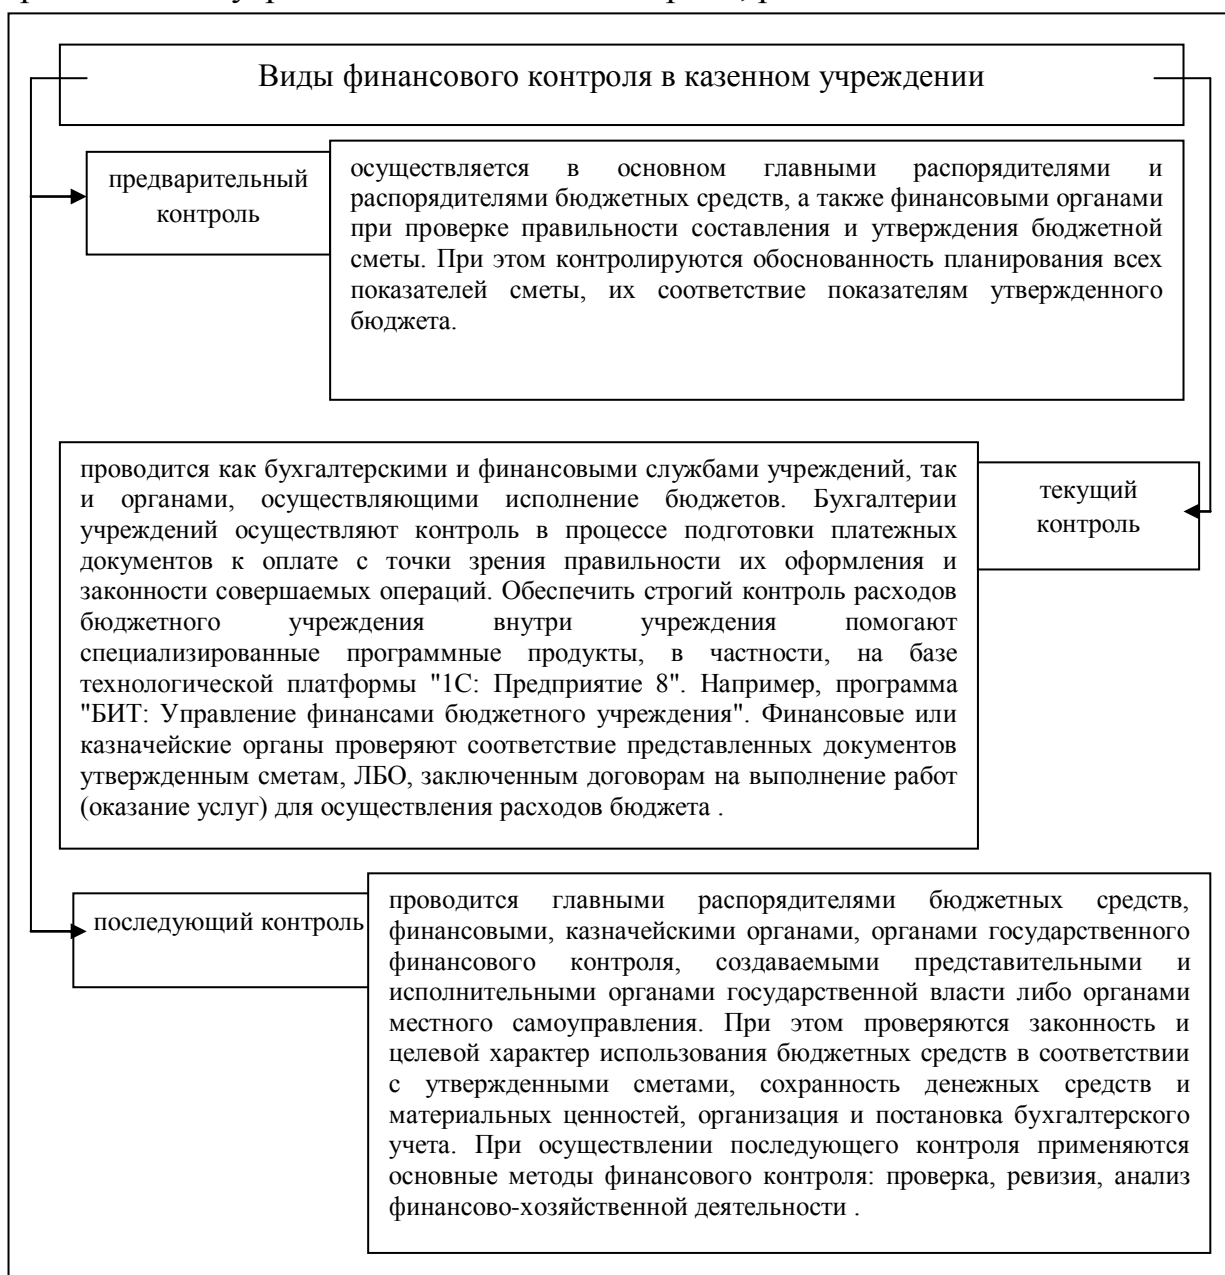 Виды финансового контроля в казенном учреждении
предварительный
контроль
осуществляется в основном главными распорядителями и
распорядителями бюджетных средств, а также финансовыми органами
при проверке правильности составления и утверждения бюджетной
сметы. При этом контролируются обоснованность планирования всех
показателей сметы, их соответствие показателям утвержденного
бюджета.
проводится как бухгалтерскими и финансовыми службами учреждений, так
и органами, осуществляющими исполнение бюджетов. Бухгалтерии
учреждений осуществляют контроль в процессе подготовки платежных
документов к оплате с точки зрения правильности их оформления и
законности совершаемых операций. Обеспечить строгий контроль расходов
бюджетного учреждения внутри учреждения помогают
специализированные программные продукты, в частности, на базе
технологической платформы "1С: Предприятие 8". Например, программа
"БИТ: Управление финансами бюджетного учреждения". Финансовые или
казначейские органы проверяют соответствие представленных документов
утвержденным сметам, ЛБО, заключенным договорам на выполнение работ
(оказание услуг) для осуществления расходов бюджета .
текущий
контроль
последующий контроль
проводится главными распорядителями бюджетных средств,
финансовыми, казначейскими органами, органами государственного
финансового контроля, создаваемыми представительными и
исполнительными органами государственной власти либо органами
местного самоуправления. При этом проверяются законность и
целевой характер использования бюджетных средств в соответствии
с утвержденными сметами, сохранность денежных средств и
материальных ценностей, организация и постановка бухгалтерского
учета. При осуществлении последующего контроля применяются
основные методы финансового контроля: проверка, ревизия, анализ
финансово-хозяйственной деятельности .